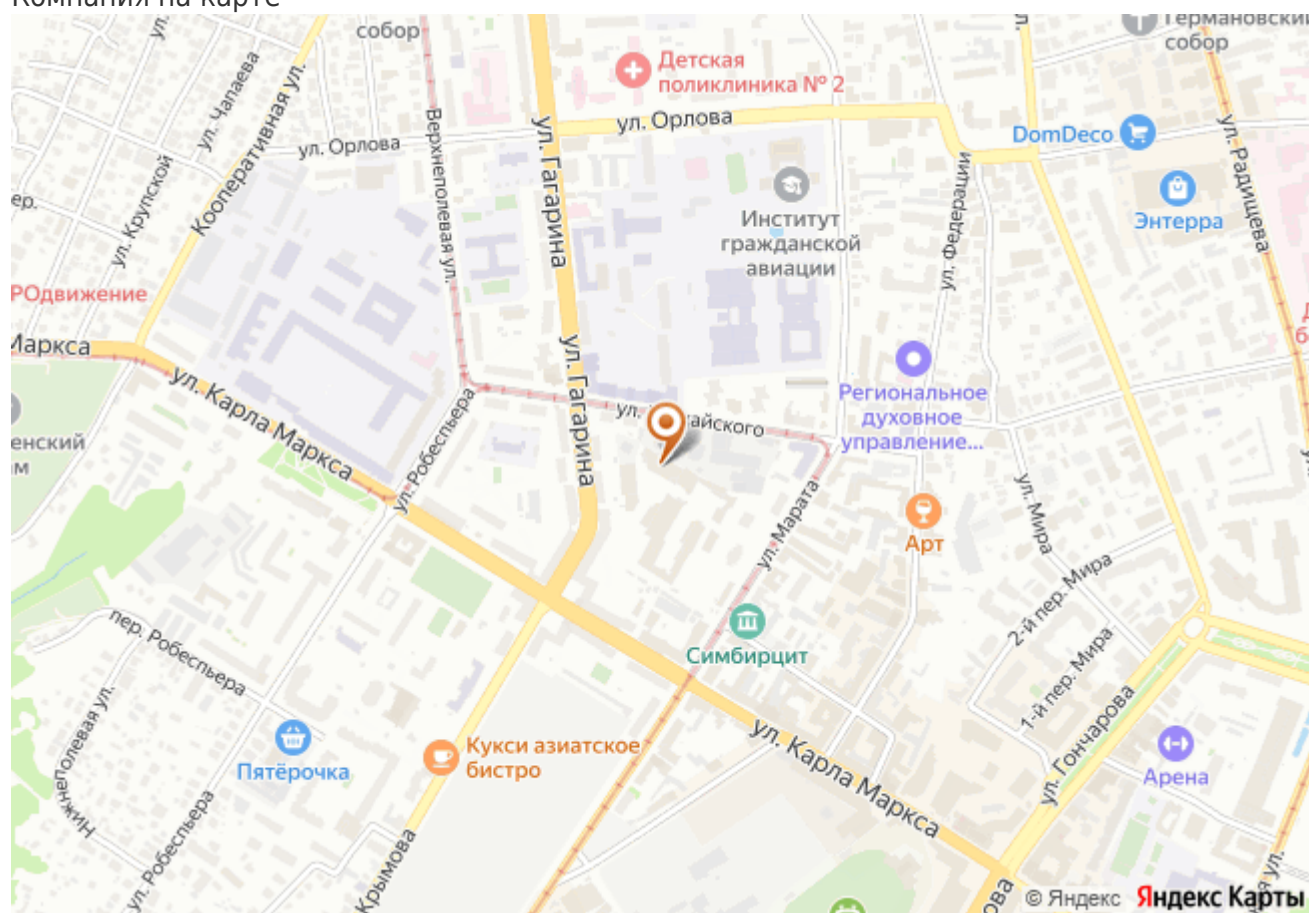 Компания на карте
собор
Германовский
собор
Детская
поликлиника № 2
ул. Чапаева
Кооперативная ул.
Верхнеполевая ул.
ул. Орлова
ул. Орлова
ул. Гагарина
DomDeco
Энтерра
ул. Радищева
ул. Крупской
Институт
гражданской
авиации
ул. Федерации
РОдвижение
Маркса
ул. Карла Маркса
ул. Гагарина
ул. Робеспьера
ул.
айского
Региональное
духовное
управление...
енский
ам
ул. Марата
Арт
ул. Мира
2-й пер. Мира
1-й пер. Мира
пер. Робеспьера
Симбирцит
Нижнеполевая ул.
Пятёрочка
Кукси азиатское
бистро
ул. Карла Маркса
ул. Гончарова
Арена
ул. Робеспьера
Крымова
ова
© Яндекс Яндекс Карты